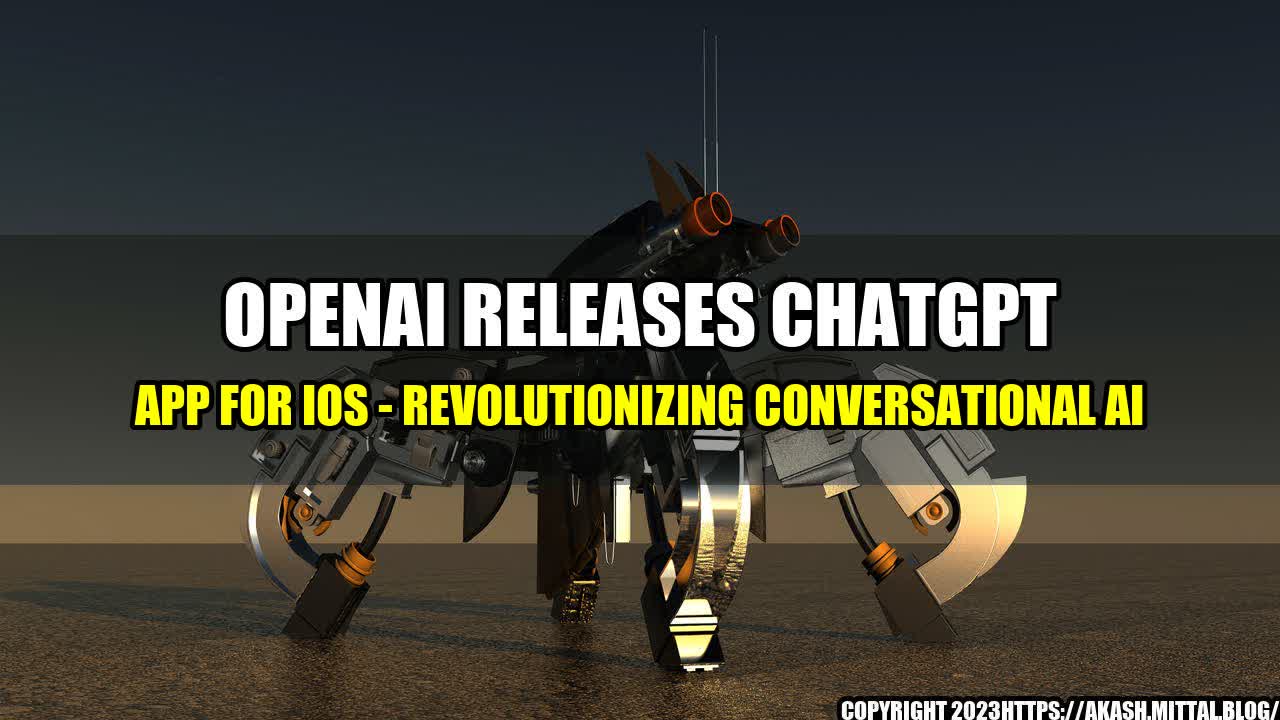 OPENAI RELEASES CHATGPT
APP FOR IOS - REVOLUTIONIZING CONVERSATIONAL AI
COPYRIGHT 2023HTTPS://AKASH.MITTAL.BLOG/